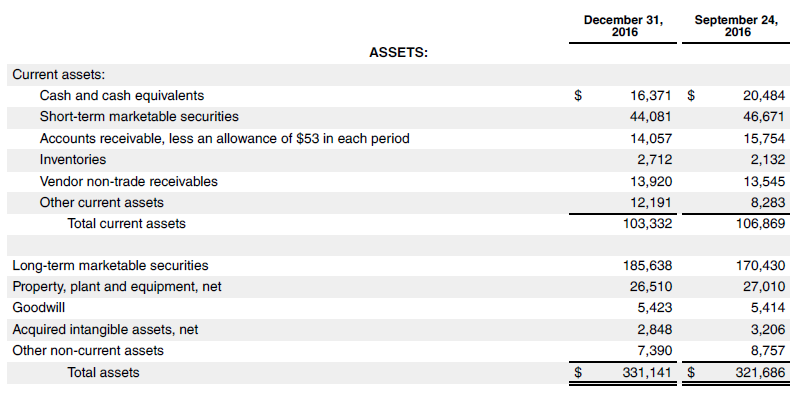 December 31, 2016 September 24, 2016
ASSETS:
Current assets:
Cash and cash equivalents $ 16,371 $ 20,484
Short-term marketable securities 44,081 46,671
Accounts receivable, less an allowance of $53 in each period 14,057 15,754
Inventories 2,712 2,132
Vendor non-trade receivables 13,920 13,545
Other current assets 12,191 8,283
Total current assets 103,332 106,869
Long-term marketable securities 185,638 170,430
Property, plant and equipment, net 26,510 27,010
Goodwill 5,423 5,414
Acquired intangible assets, net 2,848 3,206
Other non-current assets 7,390 8,757
Total assets $ 331,141 $ 321,686